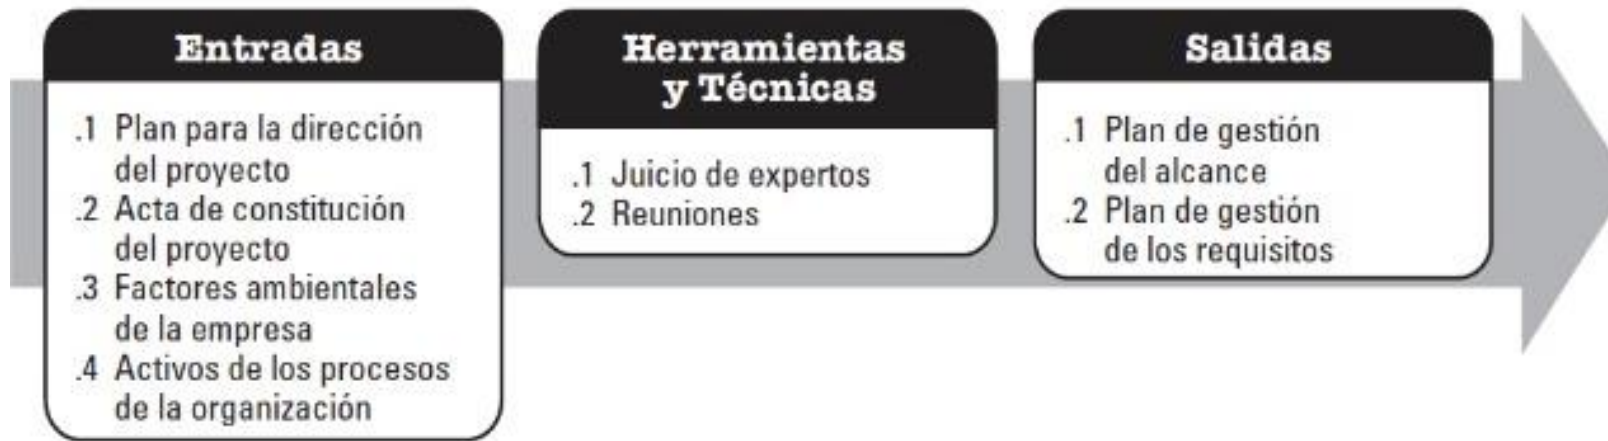 Entradas
.1 Plan para la dirección
del proyecto
.2 Acta de constitución
del proyecto
.3 Factores ambientales
de la empresa
.4 Activos de los procesos
de la organización
Herramientas
y Técnicas
.1 Juicio de expertos
.2 Reuniones
Salidas
.1 Plan de gestión
del alcance
.2 Plan de gestión
de los requisitos